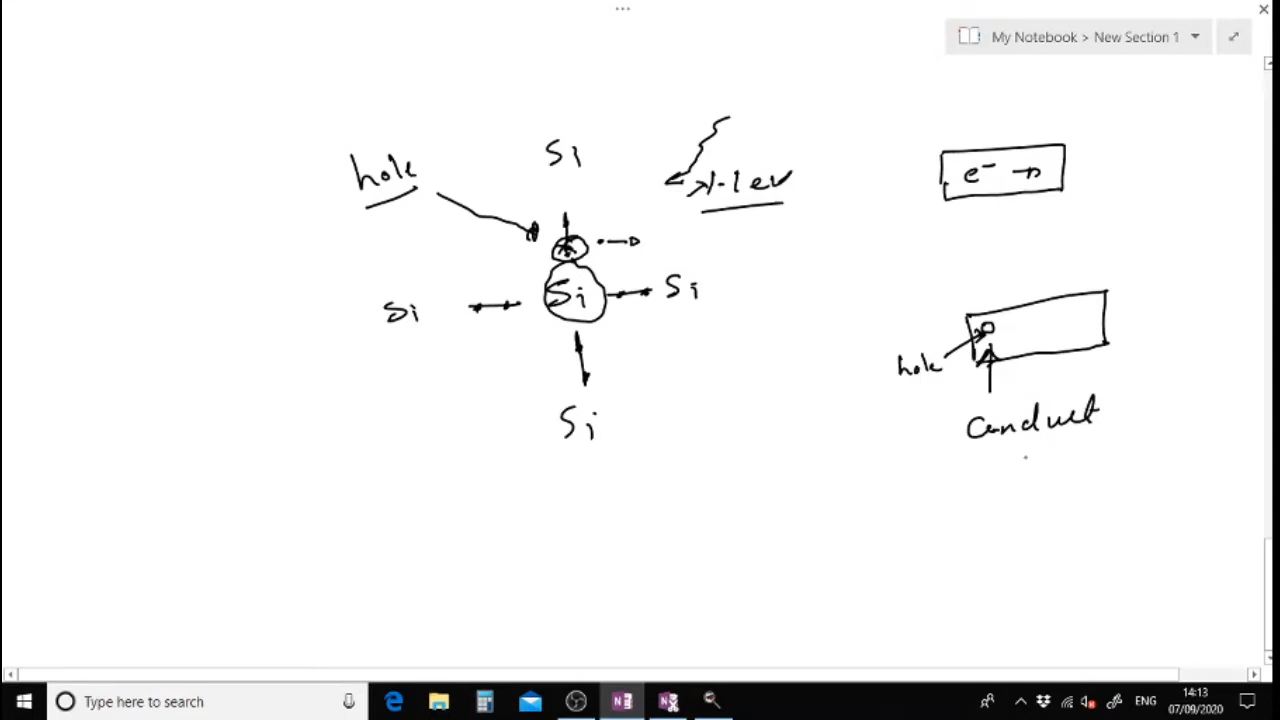 My Notebook > New Section 1
hole
Si
>1.1 ev
e⁻ →
Si
Si
Si
hole
Conduct
Si
Type here to search
ENG
14:13
07/09/2020